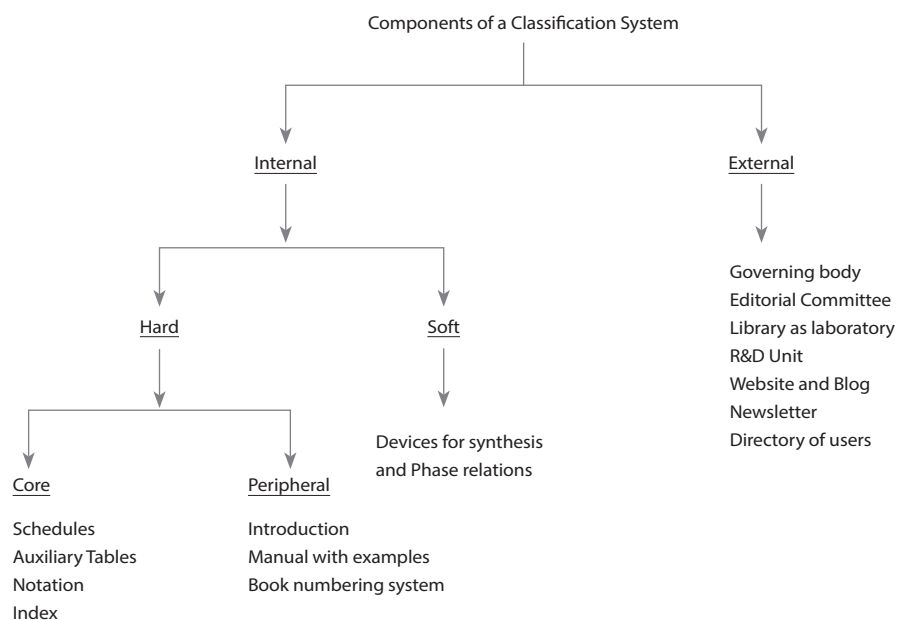 Components of a Classification System
Internal
External
Governing body
Editorial Committee
Library as laboratory
R&D Unit
Website and Blog
Newsletter
Directory of users
Hard
Soft
Devices for synthesis
and Phase relations
Core
Schedules
Auxiliary Tables
Notation
Index
Peripheral
Introduction
Manual with examples
Book numbering system